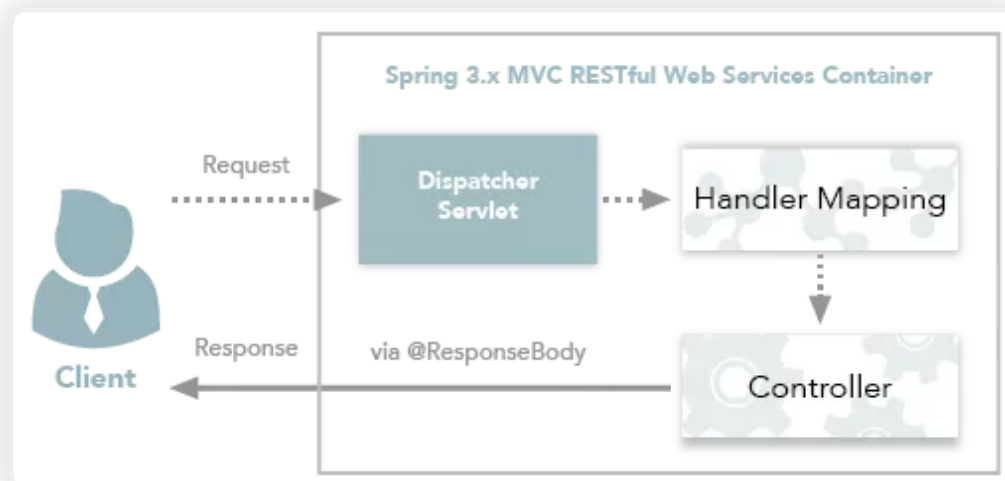 Spring 3.x MVC RESTful Web Services Container
Request
Dispatcher
Servlet
Handler Mapping
Response
via @ResponseBody
Controller
Client